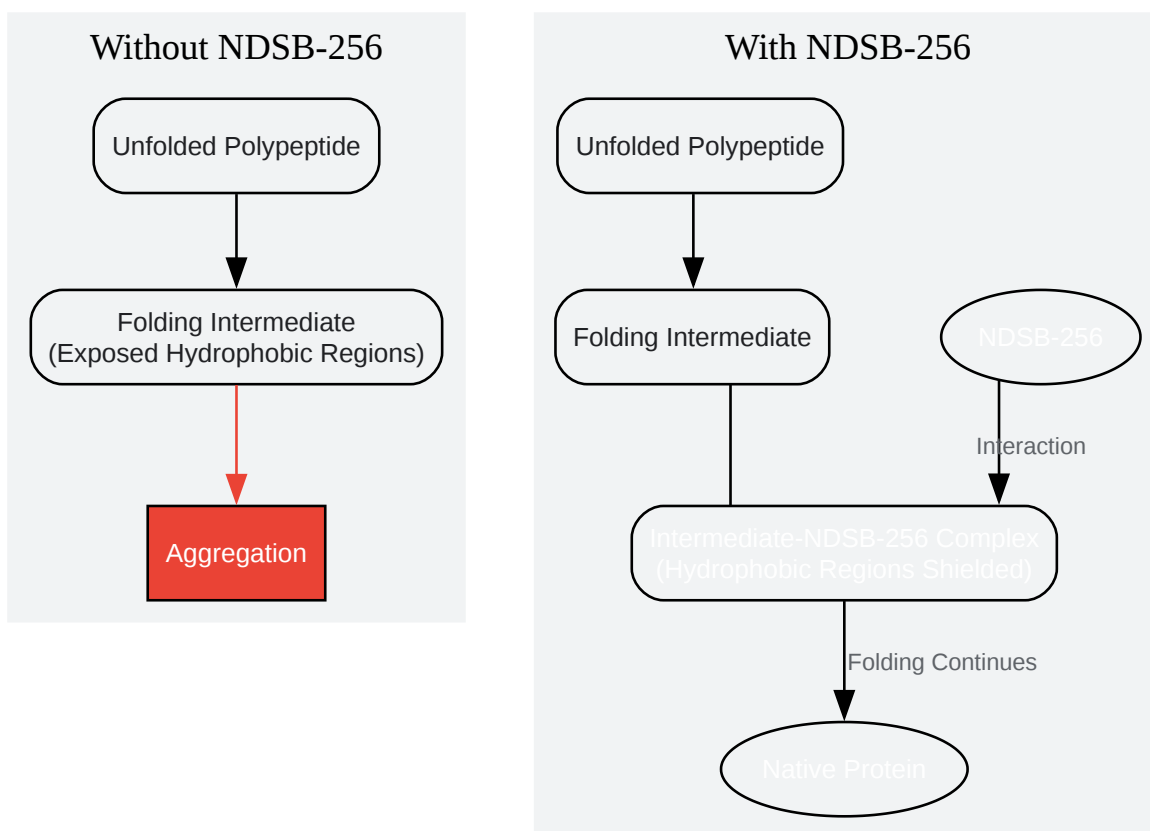 Without NDSB-256
Unfolded Polypeptide
Folding Intermediate
(Exposed Hydrophobic Regions)
Aggregation
With NDSB-256
Unfolded Polypeptide
Folding Intermediate
NDSB-256
Interaction
Intermediate-NDSB-256 Complex
(Hydrophobic Regions Shielded)
Folding Continues
Native Protein